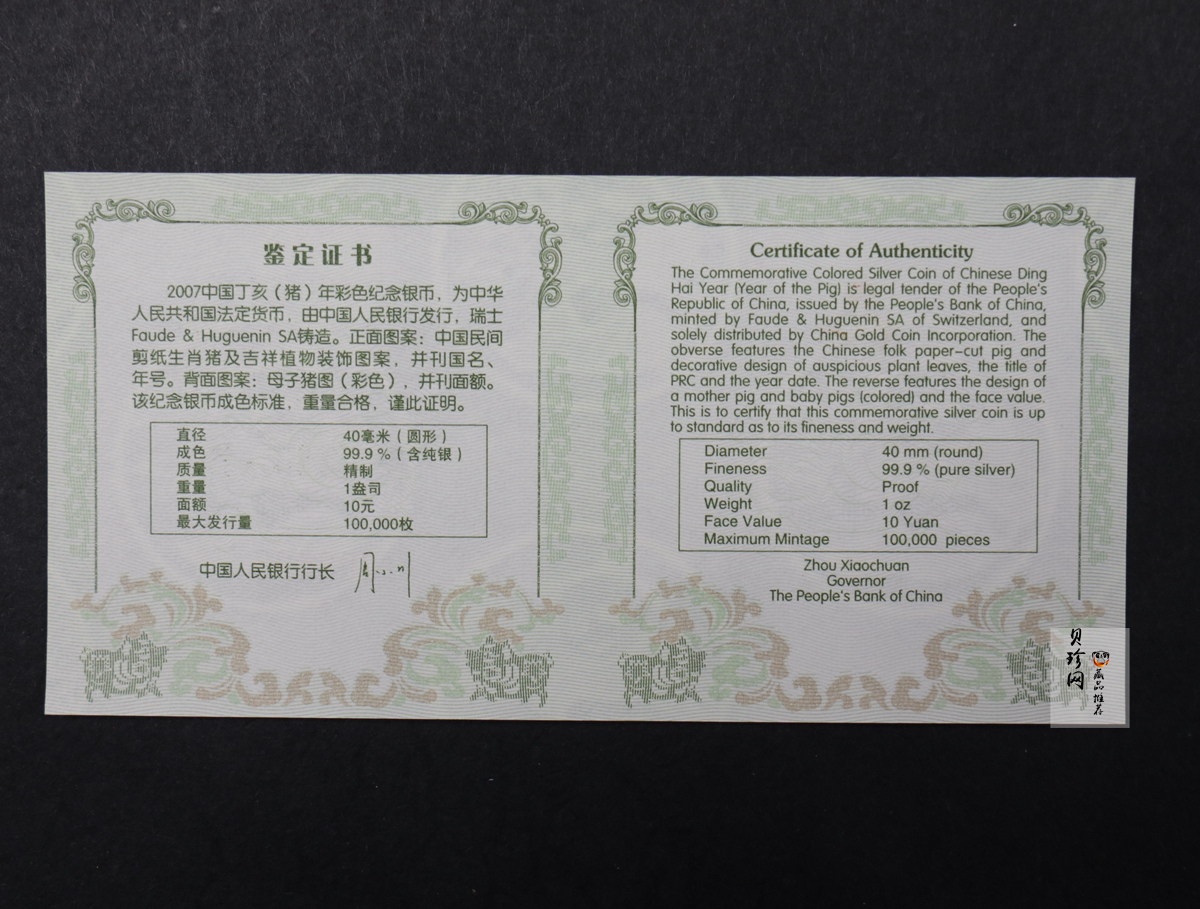 鉴定证书
2007中国丁亥（猪）年彩色纪念银币，为中华
人民共和国法定货币，由中国人民银行发行，瑞士
Faude & Huguenin SA铸造。正面图案：中国民间
剪纸生肖猪及吉祥植物装饰图案，并刊国名、
年号。背面图案：母子猪图（彩色），并刊面额。
该纪念银币成色标准，重量合格，谨此证明。
直径 40毫米（圆形）
成色 99.9 %（含纯银）
质量 精制
重量 1盎司
面额 10元
最大发行量 100,000枚
中国人民银行行长 周小川
Certificate of Authenticity
The Commemorative Colored Silver Coin of Chinese Ding
Hai Year (Year of the Pig) is legal tender of the People's
Republic of China, issued by the People's Bank of China,
minted by Faude & Huguenin SA of Switzerland, and
solely distributed by China Gold Coin Incorporation. The
obverse features the Chinese folk paper-cut pig and
decorative design of auspicious plant leaves, the title of
PRC and the year date. The reverse features the design of
a mother pig and baby pigs (colored) and the face value.
This is to certify that this commemorative silver coin is up
to standard as to its fineness and weight.
Diameter 40 mm (round)
Fineness 99.9 % (pure silver)
Quality Proof
Weight 1 oz
Face Value 10 Yuan
Maximum Mintage 100,000 pieces
Zhou Xiaochuan
Governor
The People's Bank of China
贝珍网
藏品推荐